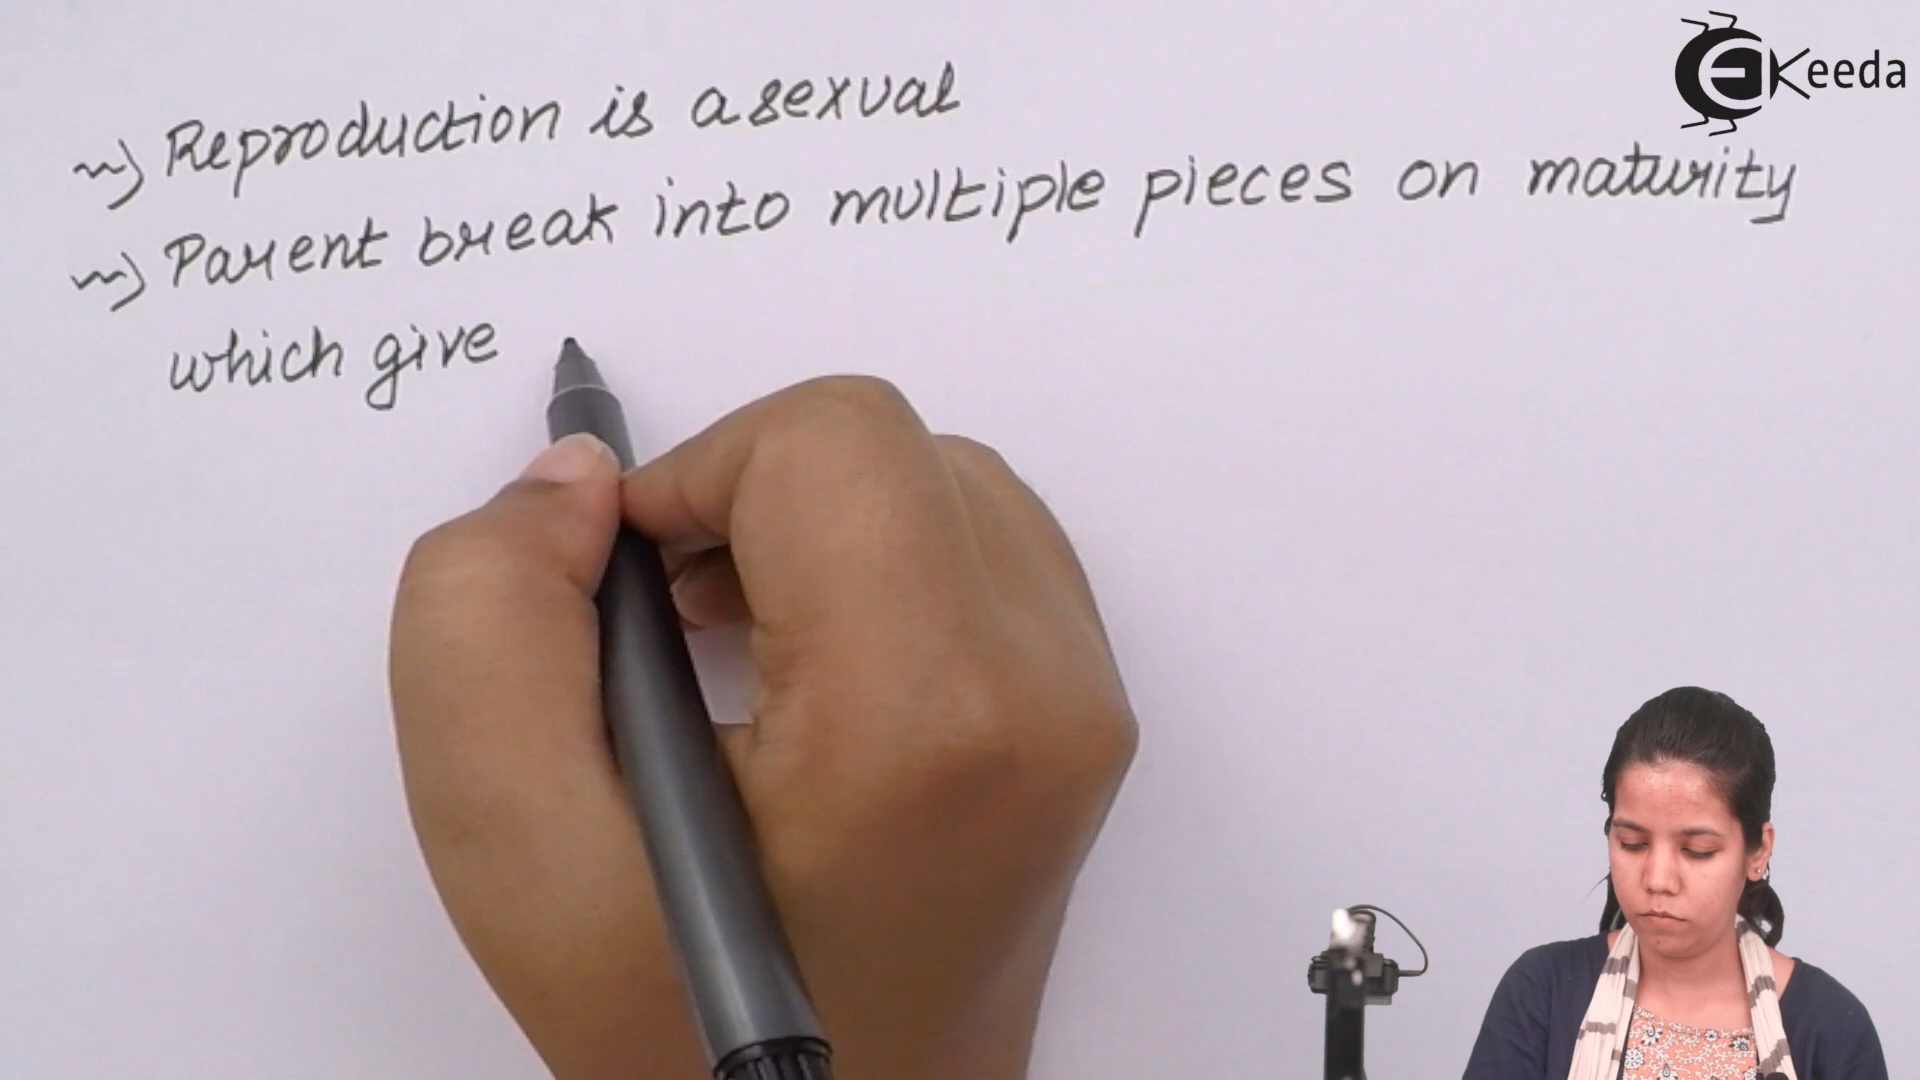 Reproduction is asexual
Parent break into multiple pieces on maturity
which give
EKeeda